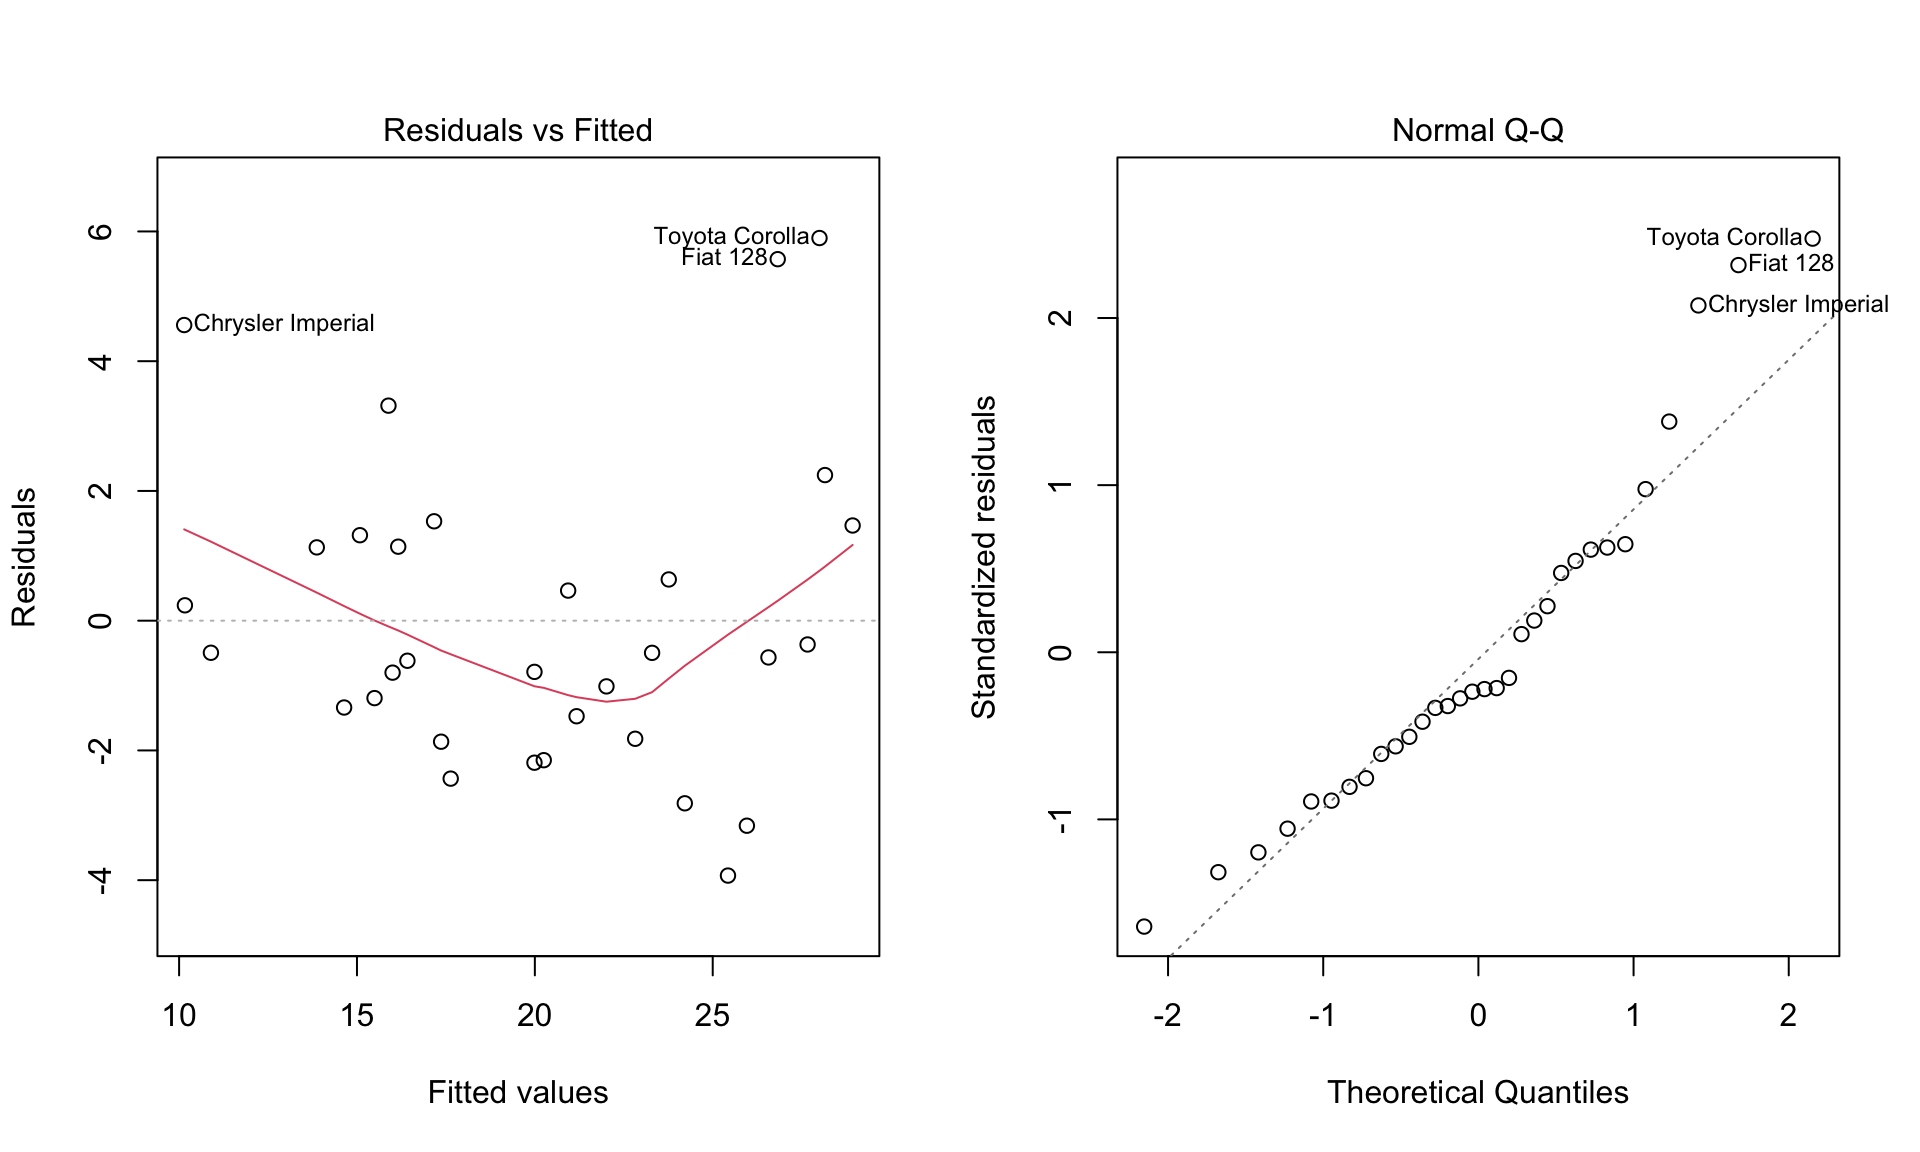 Residuals vs Fitted
Residuals
6
4
2
0
-2
-4
Toyota Corolla
Fiat 128
Chrysler Imperial
10 15 20 25
Fitted values
Normal Q-Q
Standardized residuals
2
1
0
-1
Toyota Corolla
Fiat 128
Chrysler Imperial
-2 -1 0 1 2
Theoretical Quantiles